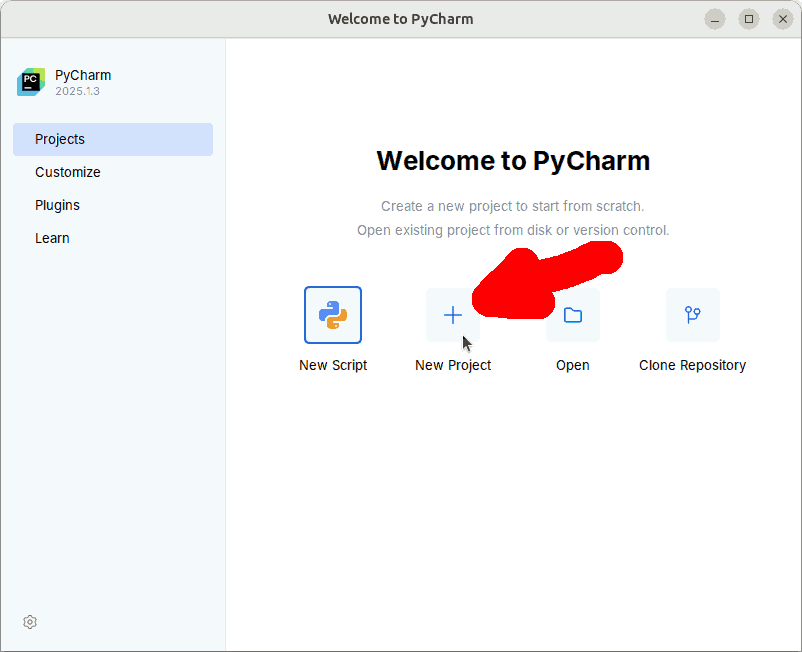 Welcome to PyCharm
PC
PyCharm
2025.1.3
Projects
Customize
Plugins
Learn
Welcome to PyCharm
Create a new project to start from scratch.
Open existing project from disk or version control.
New Script
New Project
Open
Clone Repository